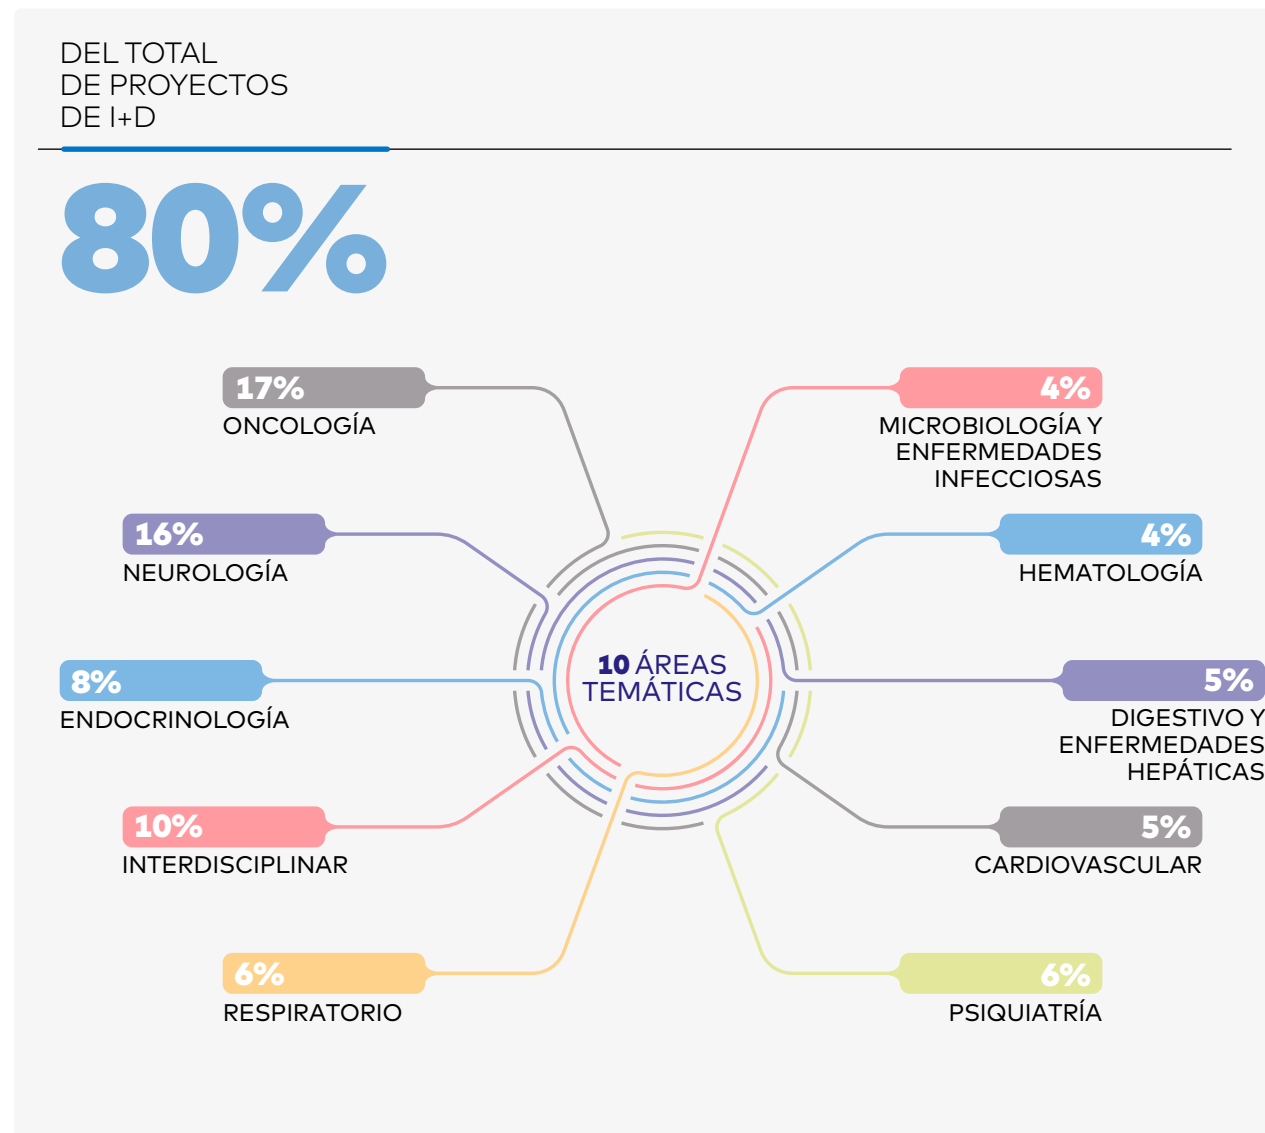 DEL TOTAL
DE PROYECTOS
DE I+D
80%
17%
ONCOLOGÍA
4%
MICROBIOLOGÍA Y
ENFERMEDADES
INFECCIOSAS
16%
NEUROLOGÍA
4%
HEMATOLOGÍA
10 ÁREAS
TEMÁTICAS
8%
ENDOCRINOLOGÍA
5%
DIGESTIVO Y
ENFERMEDADES
HEPÁTICAS
10%
INTERDISCIPLINAR
5%
CARDIOVASCULAR
6%
RESPIRATORIO
6%
PSIQUIATRÍA